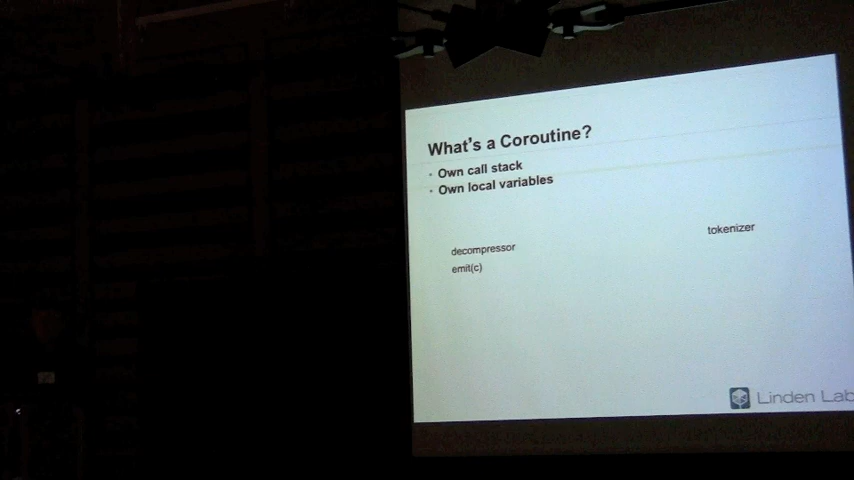 What's a Coroutine?
• Own call stack
• Own local variables
tokenizer
decompressor
emit(c)
Linden Lab